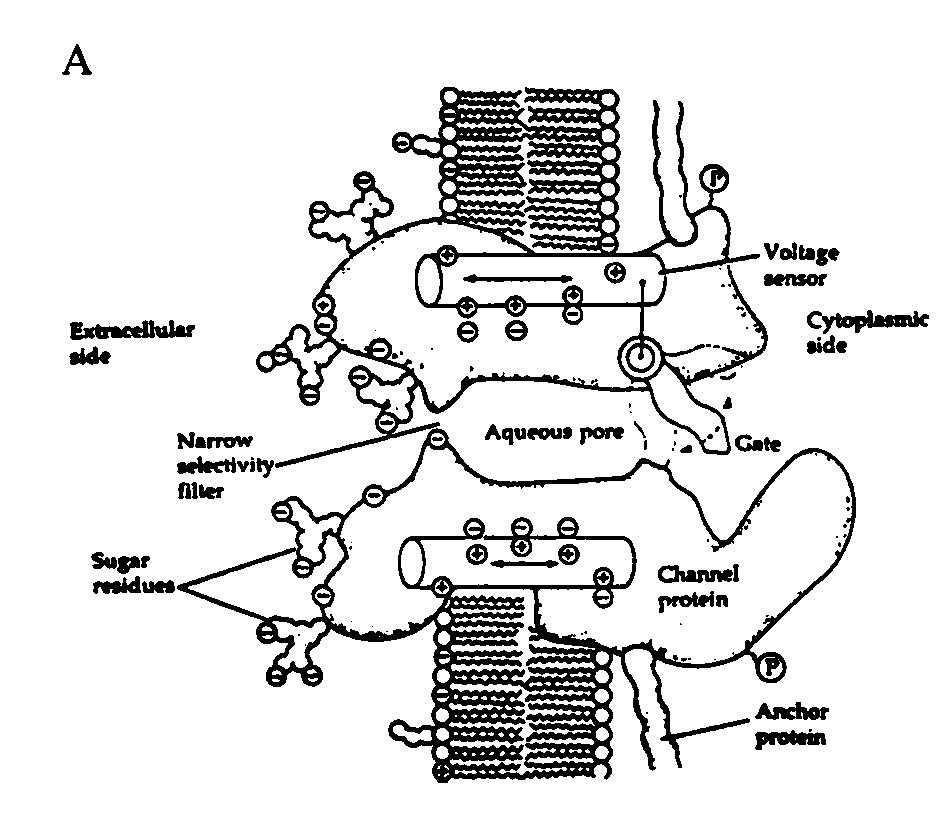 A
P
Voltage
sensor
Extracellular
side
Cytoplasmic
side
Aqueous pore
Gate
Narrow
selectivity
filter
Sugar
residues
Channel
protein
P
Anchor
protein